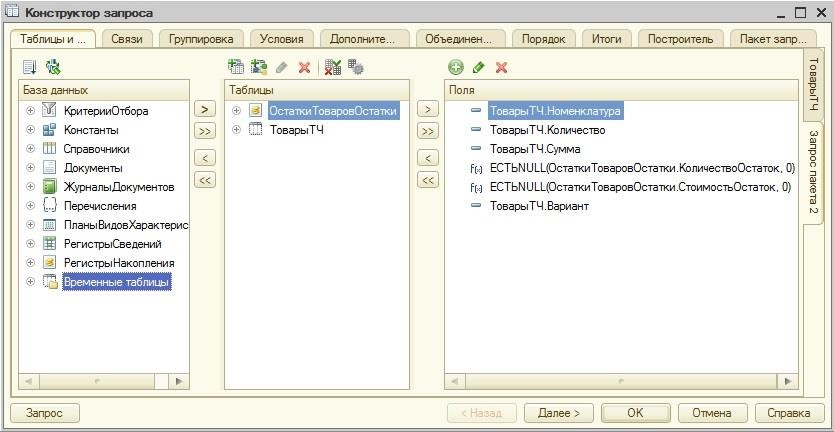 Конструктор запроса
Таблицы и ...
Связи
Группировка
Условия
Дополните...
Объединен...
Порядок
Итоги
Построитель
Пакет запр...
База данных
КритерииОтбора
Константы
Справочники
Документы
ЖурналыДокументов
Перечисления
ПланыВидовХарактерис
РегистрыСведений
РегистрыНакопления
Временные таблицы
>
>>
<
<<
Таблицы
ОстаткиТоваровОстатки
ТоварыТЧ
>
>>
<
<<
Поля
ТоварыТЧ.Номенклатура
ТоварыТЧ.Количество
ТоварыТЧ.Сумма
ЕСТЬNULL(ОстаткиТоваровОстатки.КоличествоОстаток, 0)
ЕСТЬNULL(ОстаткиТоваровОстатки.СтоимостьОстаток, 0)
ТоварыТЧ.Вариант
ТоварыТЧ
Запрос пакета 2
Запрос
< Назад
Далее >
OK
Отмена
Справка